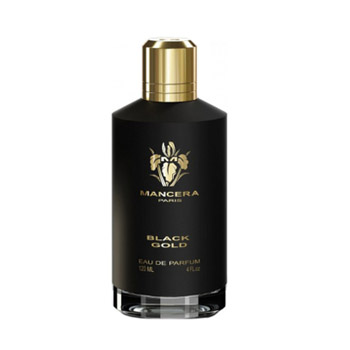 MANCERA
PARIS
BLACK
GOLD
EAU DE PARFUM
120 ML 4 Fl.oz